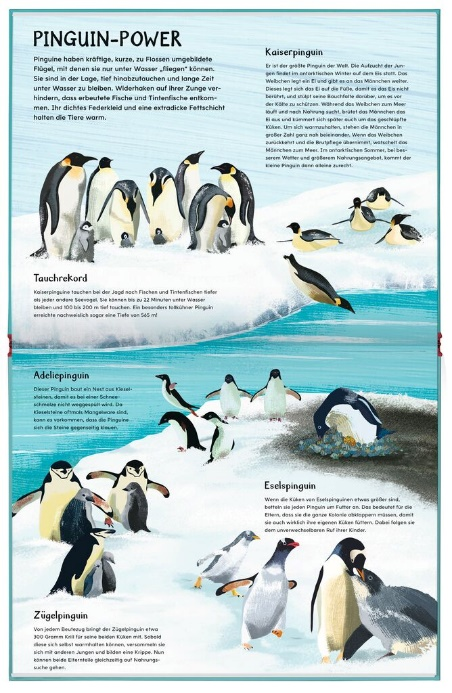 PINGUIN-POWER
Pinguine haben kräftige, kurze, zu Flossen umgebildete
Flügel, mit denen sie nur unter Wasser „fliegen“ können.
Sie sind in der Lage, tief hinabzutauchen und lange Zeit
unter Wasser zu bleiben. Widerhaken auf ihrer Zunge ver-
hindern, dass erbeutete Fische und Tintenfische entkom-
men. Ihr dichtes Federkleid und eine extradicke Fettschicht
halten die Tiere warm.
Kaiserpinguin
Er ist der größte Pinguin der Welt. Die Aufzucht der Jun-
gen findet im antarktischen Winter auf dem Eis statt. Das
Weibchen legt ein Ei und gibt es an das Männchen weiter.
Dieses legt sich das Ei auf die Füße, damit es das Eis nicht
berührt, und stülpt seine Bauchfalte darüber, um es vor
der Kälte zu schützen. Während das Weibchen zum Meer
läuft und nach Nahrung sucht, brütet das Männchen das
Ei aus und kümmert sich später auch um das geschlüpfte
Küken. Um sich warmzuhalten, stehen die Männchen in
großer Zahl ganz nah beieinander. Wenn das Weibchen
zurückkehrt und die Brutpflege übernimmt, watschelt das
Männchen zum Meer. Im antarktischen Sommer, bei bes-
serem Wetter und größerem Nahrungsangebot, kommt der
kleine Pinguin dann alleine zurecht.
Tauchrekord
Kaiserpinguine tauchen bei der Jagd nach Fischen und Tintenfischen tiefer
als jeder andere Seevogel. Sie können bis zu 22 Minuten unter Wasser
bleiben und 100 bis 200 m tief tauchen. Ein besonders tollkühner Pinguin
erreichte nachweislich sogar eine Tiefe von 565 m!
Adeliepinguin
Dieser Pinguin baut ein Nest aus Kiesel-
steinen, damit es bei einer Schnee-
schmelze nicht weggespült wird. Da
Kieselsteine oftmals Mangelware sind,
kann es vorkommen, dass die Pinguine
sich die Steine gegenseitig klauen.
Eselspinguin
Wenn die Küken von Eselspinguinen etwas größer sind,
betteln sie jeden Pinguin um Futter an. Das bedeutet für die
Eltern, dass sie die ganze Kolonie abklappern müssen, damit
sie auch wirklich ihre eigenen Küken füttern. Dabei folgen sie
dem unverwechselbaren Ruf ihrer Kinder.
Zügelpinguin
Von jedem Beutezug bringt der Zügelpinguin etwa
300 Gramm Krill für seine beiden Küken mit. Sobald
diese sich selbst warmhalten können, versammeln sie
sich mit anderen Jungen und bilden eine Krippe. Nun
können beide Elternteile gleichzeitig auf Nahrungs-
suche gehen.